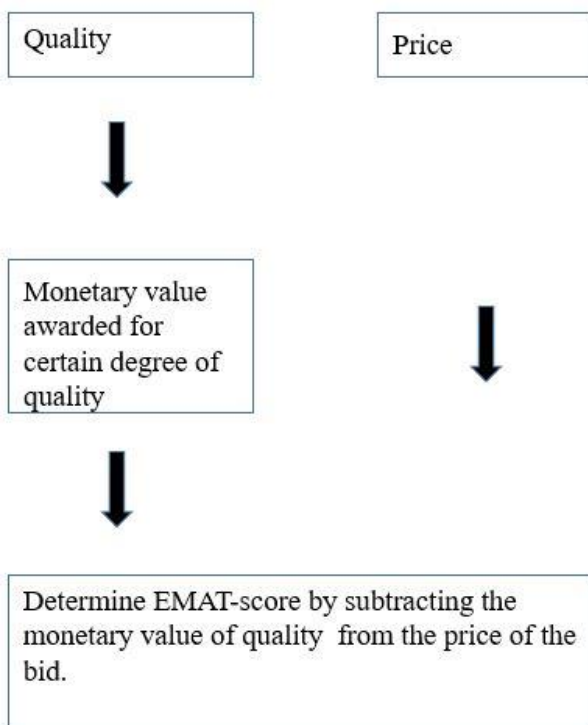 Quality
Price
Monetary value
awarded for
certain degree of
quality
Determine EMAT-score by subtracting the
monetary value of quality from the price of the
bid.